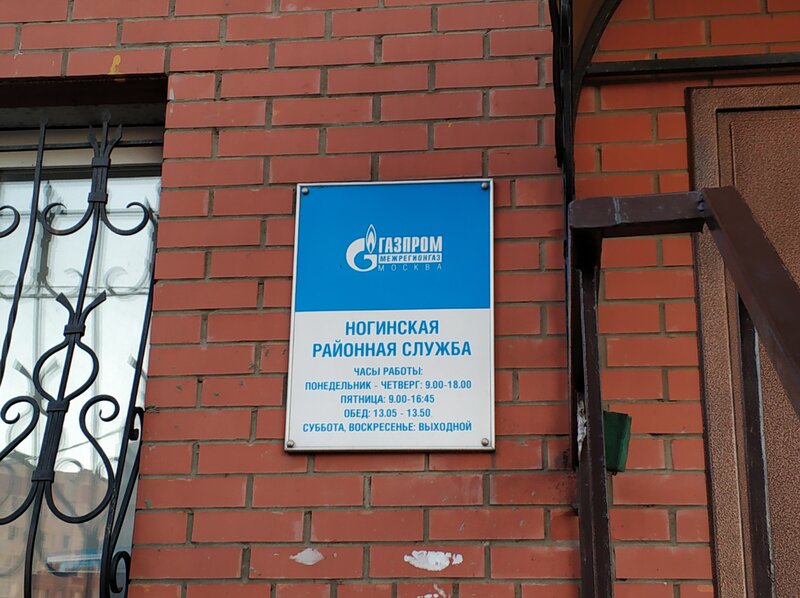 ГАЗПРОМ
МЕЖРЕГИОНГАЗ
МОСКВА
НОГИНСКАЯ
РАЙОННАЯ СЛУЖБА
ЧАСЫ РАБОТЫ:
ПОНЕДЕЛЬНИК - ЧЕТВЕРГ: 9.00-18.00
ПЯТНИЦА: 9.00-16:45
ОБЕД: 13.05 - 13.50
СУББОТА, ВОСКРЕСЕНЬЕ: ВЫХОДНОЙ